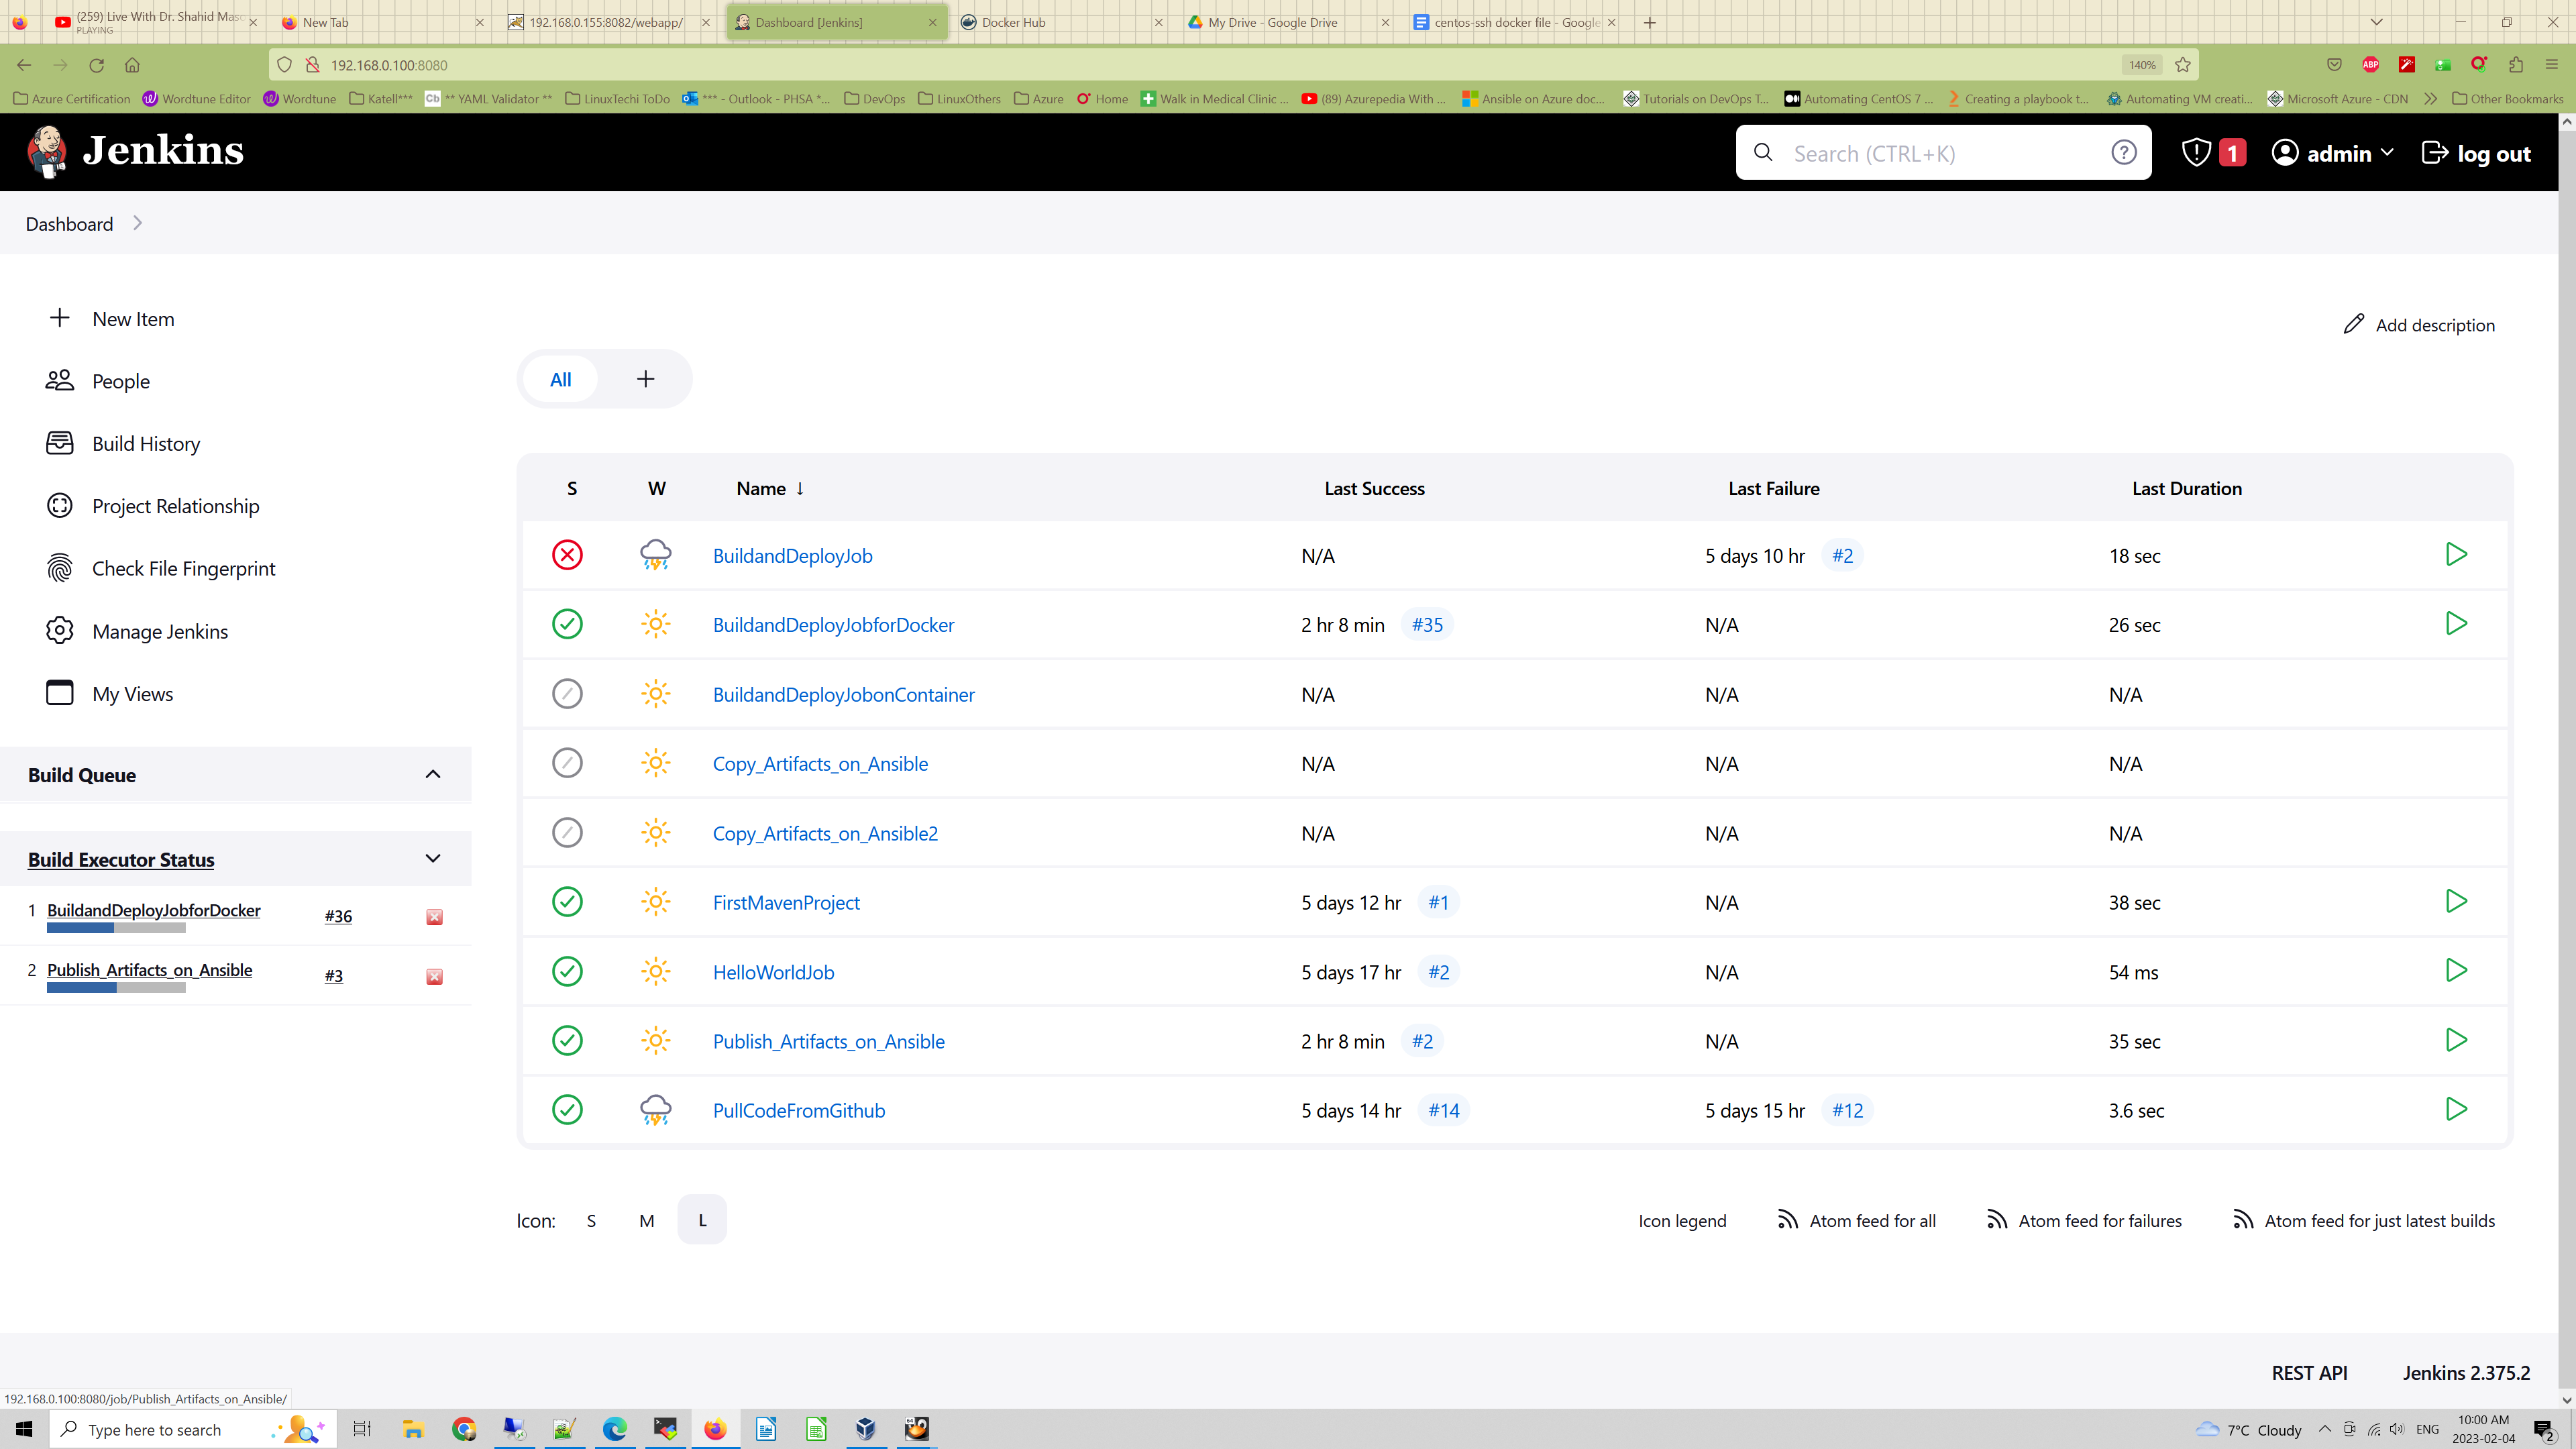 (259) Live With Dr. Shahid Maso
PLAYING
New Tab
192.168.0.155:8082/webapp/
Dashboard [Jenkins]
Docker Hub
My Drive - Google Drive
centos-ssh docker file - Google
192.168.0.100:8080
140%
ABP
Azure Certification
Wordtune Editor
Wordtune
Katell***
Cb ** YAML Validator **
LinuxTechi ToDo
*** - Outlook - PHSA *...
DevOps
LinuxOthers
Azure
Home
Walk in Medical Clinic ...
(89) Azurepedia With ...
Ansible on Azure doc...
Tutorials on DevOps T...
Automating CentOS 7 ...
Creating a playbook t...
Automating VM creati...
Microsoft Azure - CDN
Other Bookmarks
Jenkins
Search (CTRL+K)
1
admin
log out
Dashboard
New Item
People
Build History
Project Relationship
Check File Fingerprint
Manage Jenkins
My Views
Build Queue
Build Executor Status
1 BuildandDeployJobforDocker #36
2 Publish_Artifacts_on_Ansible #3
Add description
All +
S W Name ↓ Last Success Last Failure Last Duration
BuildandDeployJob N/A 5 days 10 hr #2 18 sec
BuildandDeployJobforDocker 2 hr 8 min #35 N/A 26 sec
BuildandDeployJobonContainer N/A N/A N/A
Copy_Artifacts_on_Ansible N/A N/A N/A
Copy_Artifacts_on_Ansible2 N/A N/A N/A
FirstMavenProject 5 days 12 hr #1 N/A 38 sec
HelloWorldJob 5 days 17 hr #2 N/A 54 ms
Publish_Artifacts_on_Ansible 2 hr 8 min #2 N/A 35 sec
PullCodeFromGithub 5 days 14 hr #14 5 days 15 hr #12 3.6 sec
Icon: S M L
Icon legend
Atom feed for all
Atom feed for failures
Atom feed for just latest builds
REST API
Jenkins 2.375.2
192.168.0.100:8080/job/Publish_Artifacts_on_Ansible/
Type here to search
7°C Cloudy
ENG
10:00 AM
2023-02-04
2